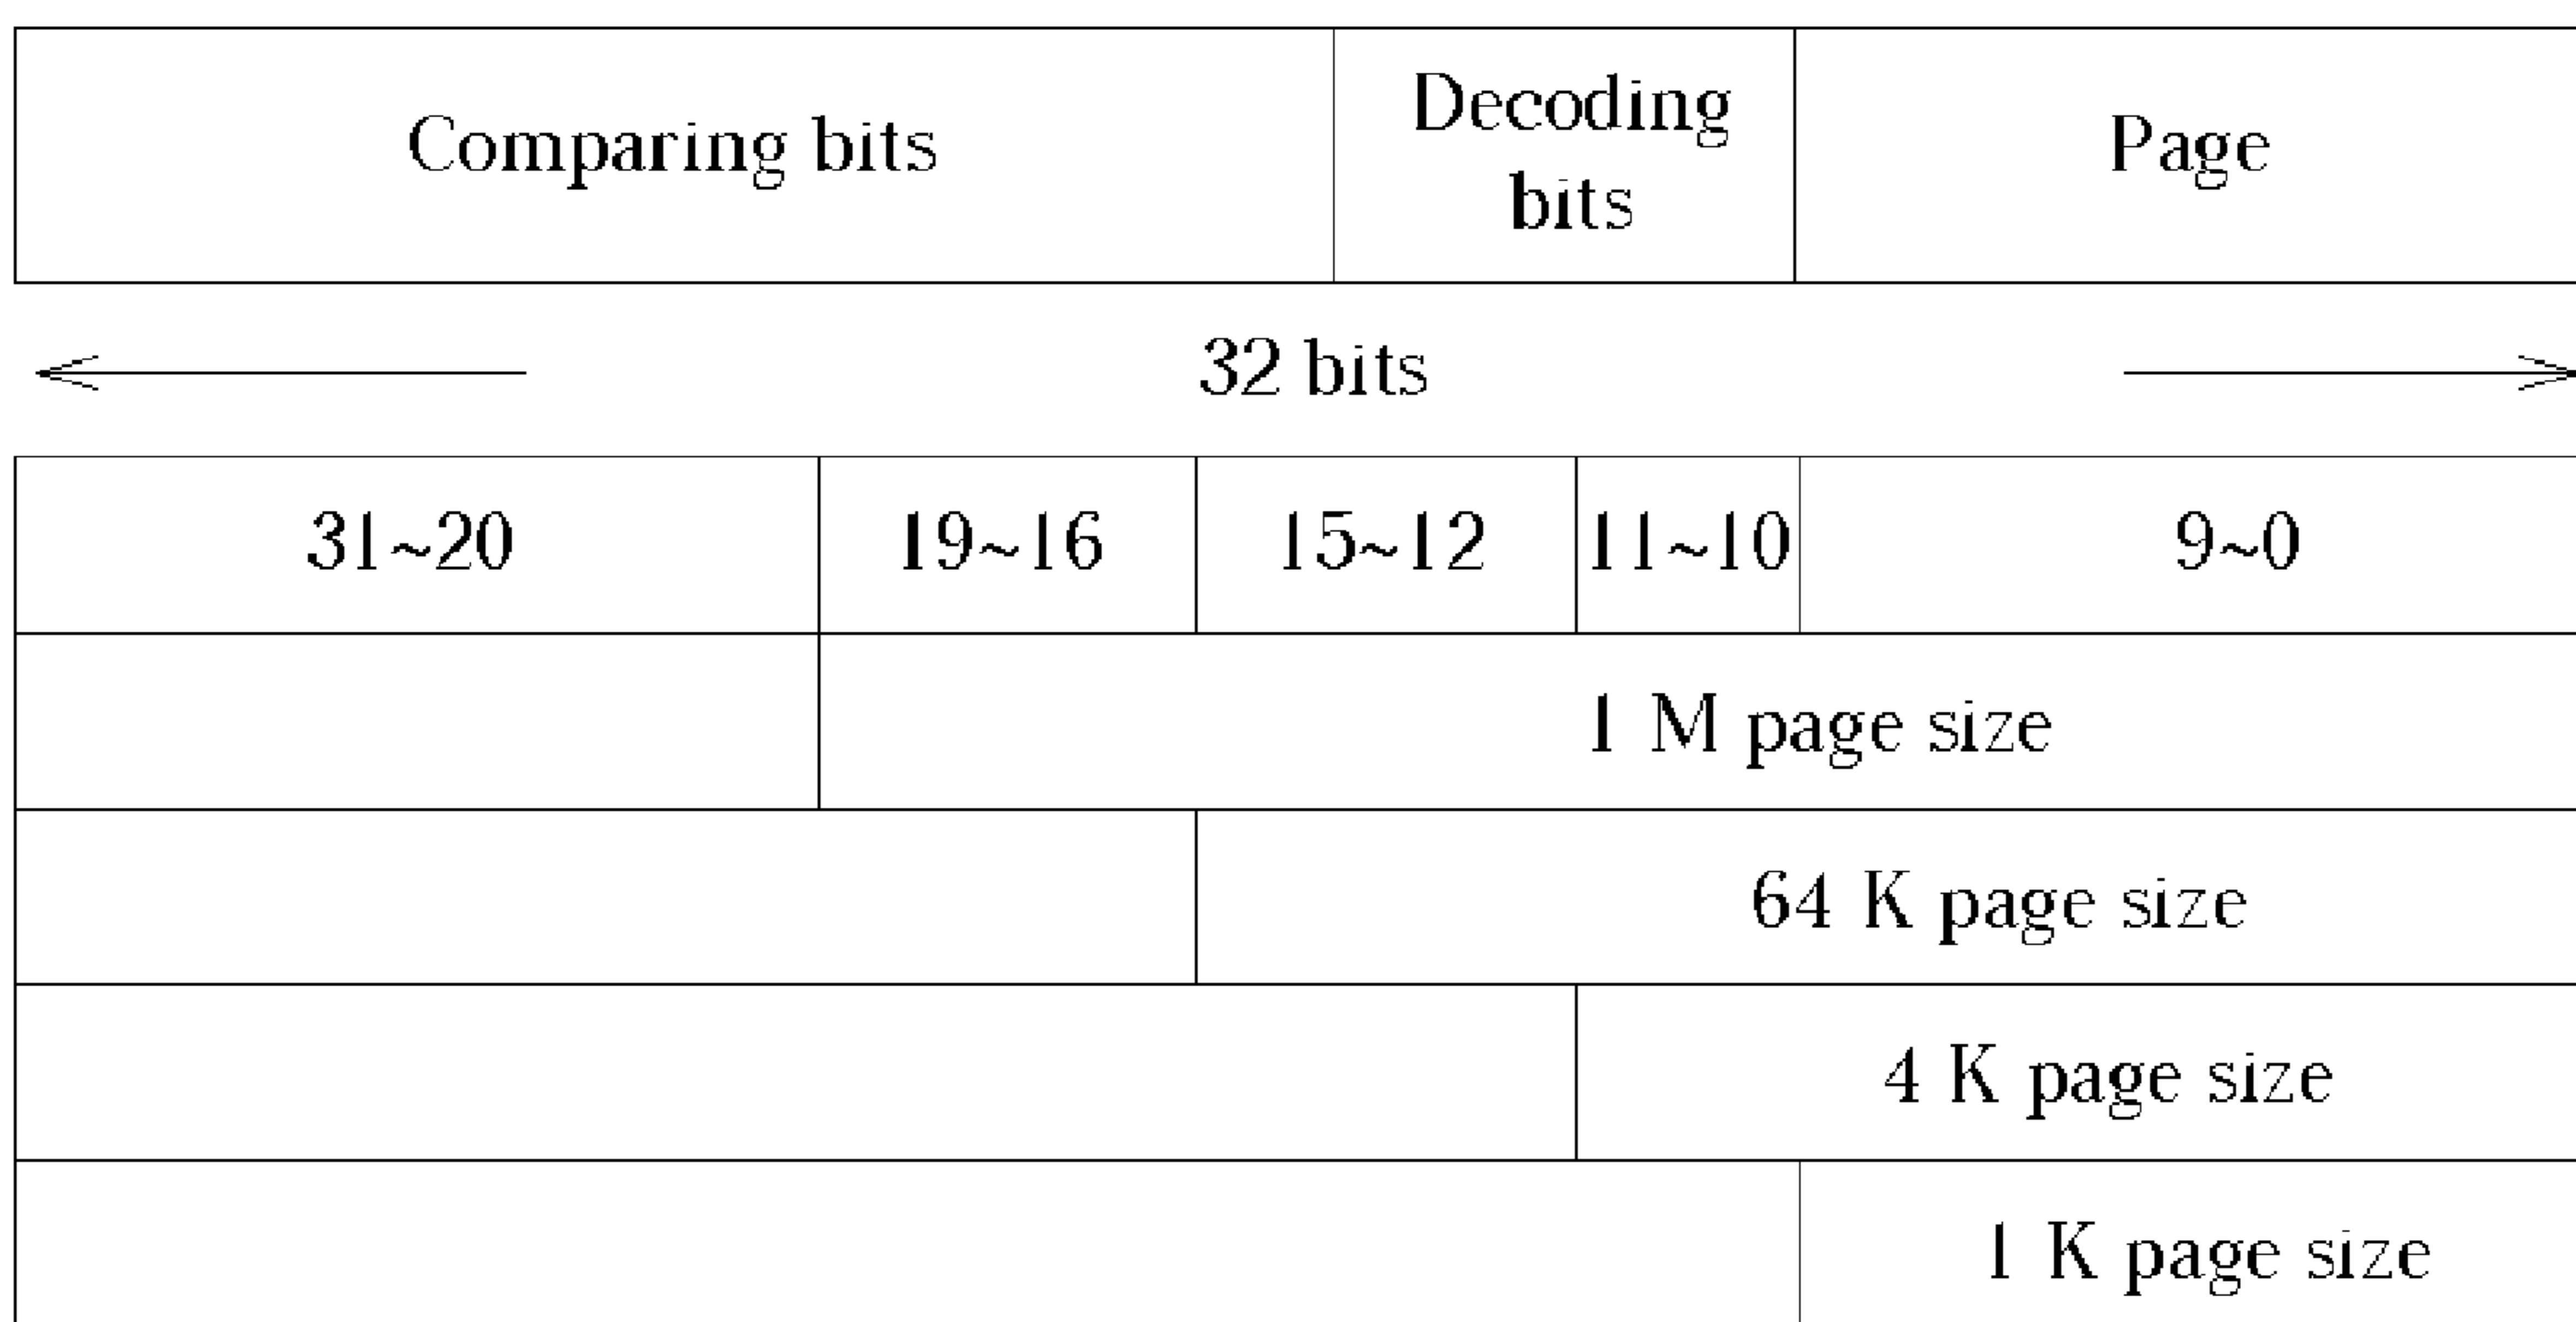 Comparing bits
Decoding
bits
Page
32 bits
31~20
19~16
15~12
11~10
9~0
1 M page size
64 K page size
4 K page size
1 K page size